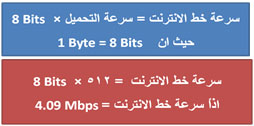 سرعة خط الانترنت = سرعة التحميل × 8 Bits
حيث ان 1 Byte = 8 Bits
سرعة خط الانترنت = ٥١٢ × 8 Bits
اذاً سرعة خط الانترنت = 4.09 Mbps